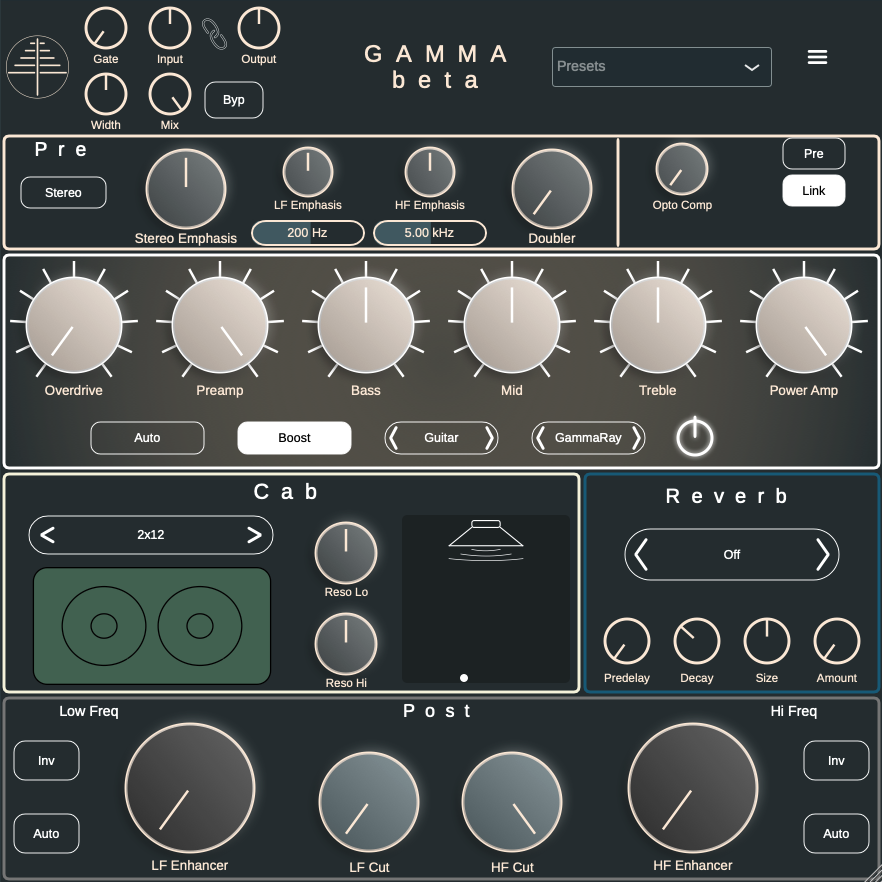 Gate
Input
Output
Width
Mix
Byp
GAMMA
beta
Presets
Pre
Stereo
Stereo Emphasis
LF Emphasis
200 Hz
HF Emphasis
5.00 kHz
Doubler
Opto Comp
Pre
Link
Overdrive
Preamp
Bass
Mid
Treble
Power Amp
Auto
Boost
Guitar
GammaRay
Cab
2x12
Reso Lo
Reso Hi
Reverb
Off
Predelay
Decay
Size
Amount
Low Freq
Post
Hi Freq
Inv
Auto
LF Enhancer
LF Cut
HF Cut
HF Enhancer
Inv
Auto